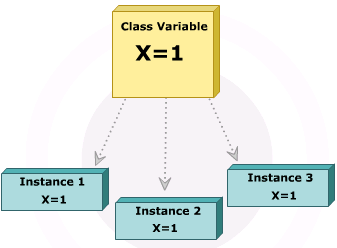 Class Variable
X=1
Instance 1
X=1
Instance 2
X=1
Instance 3
X=1